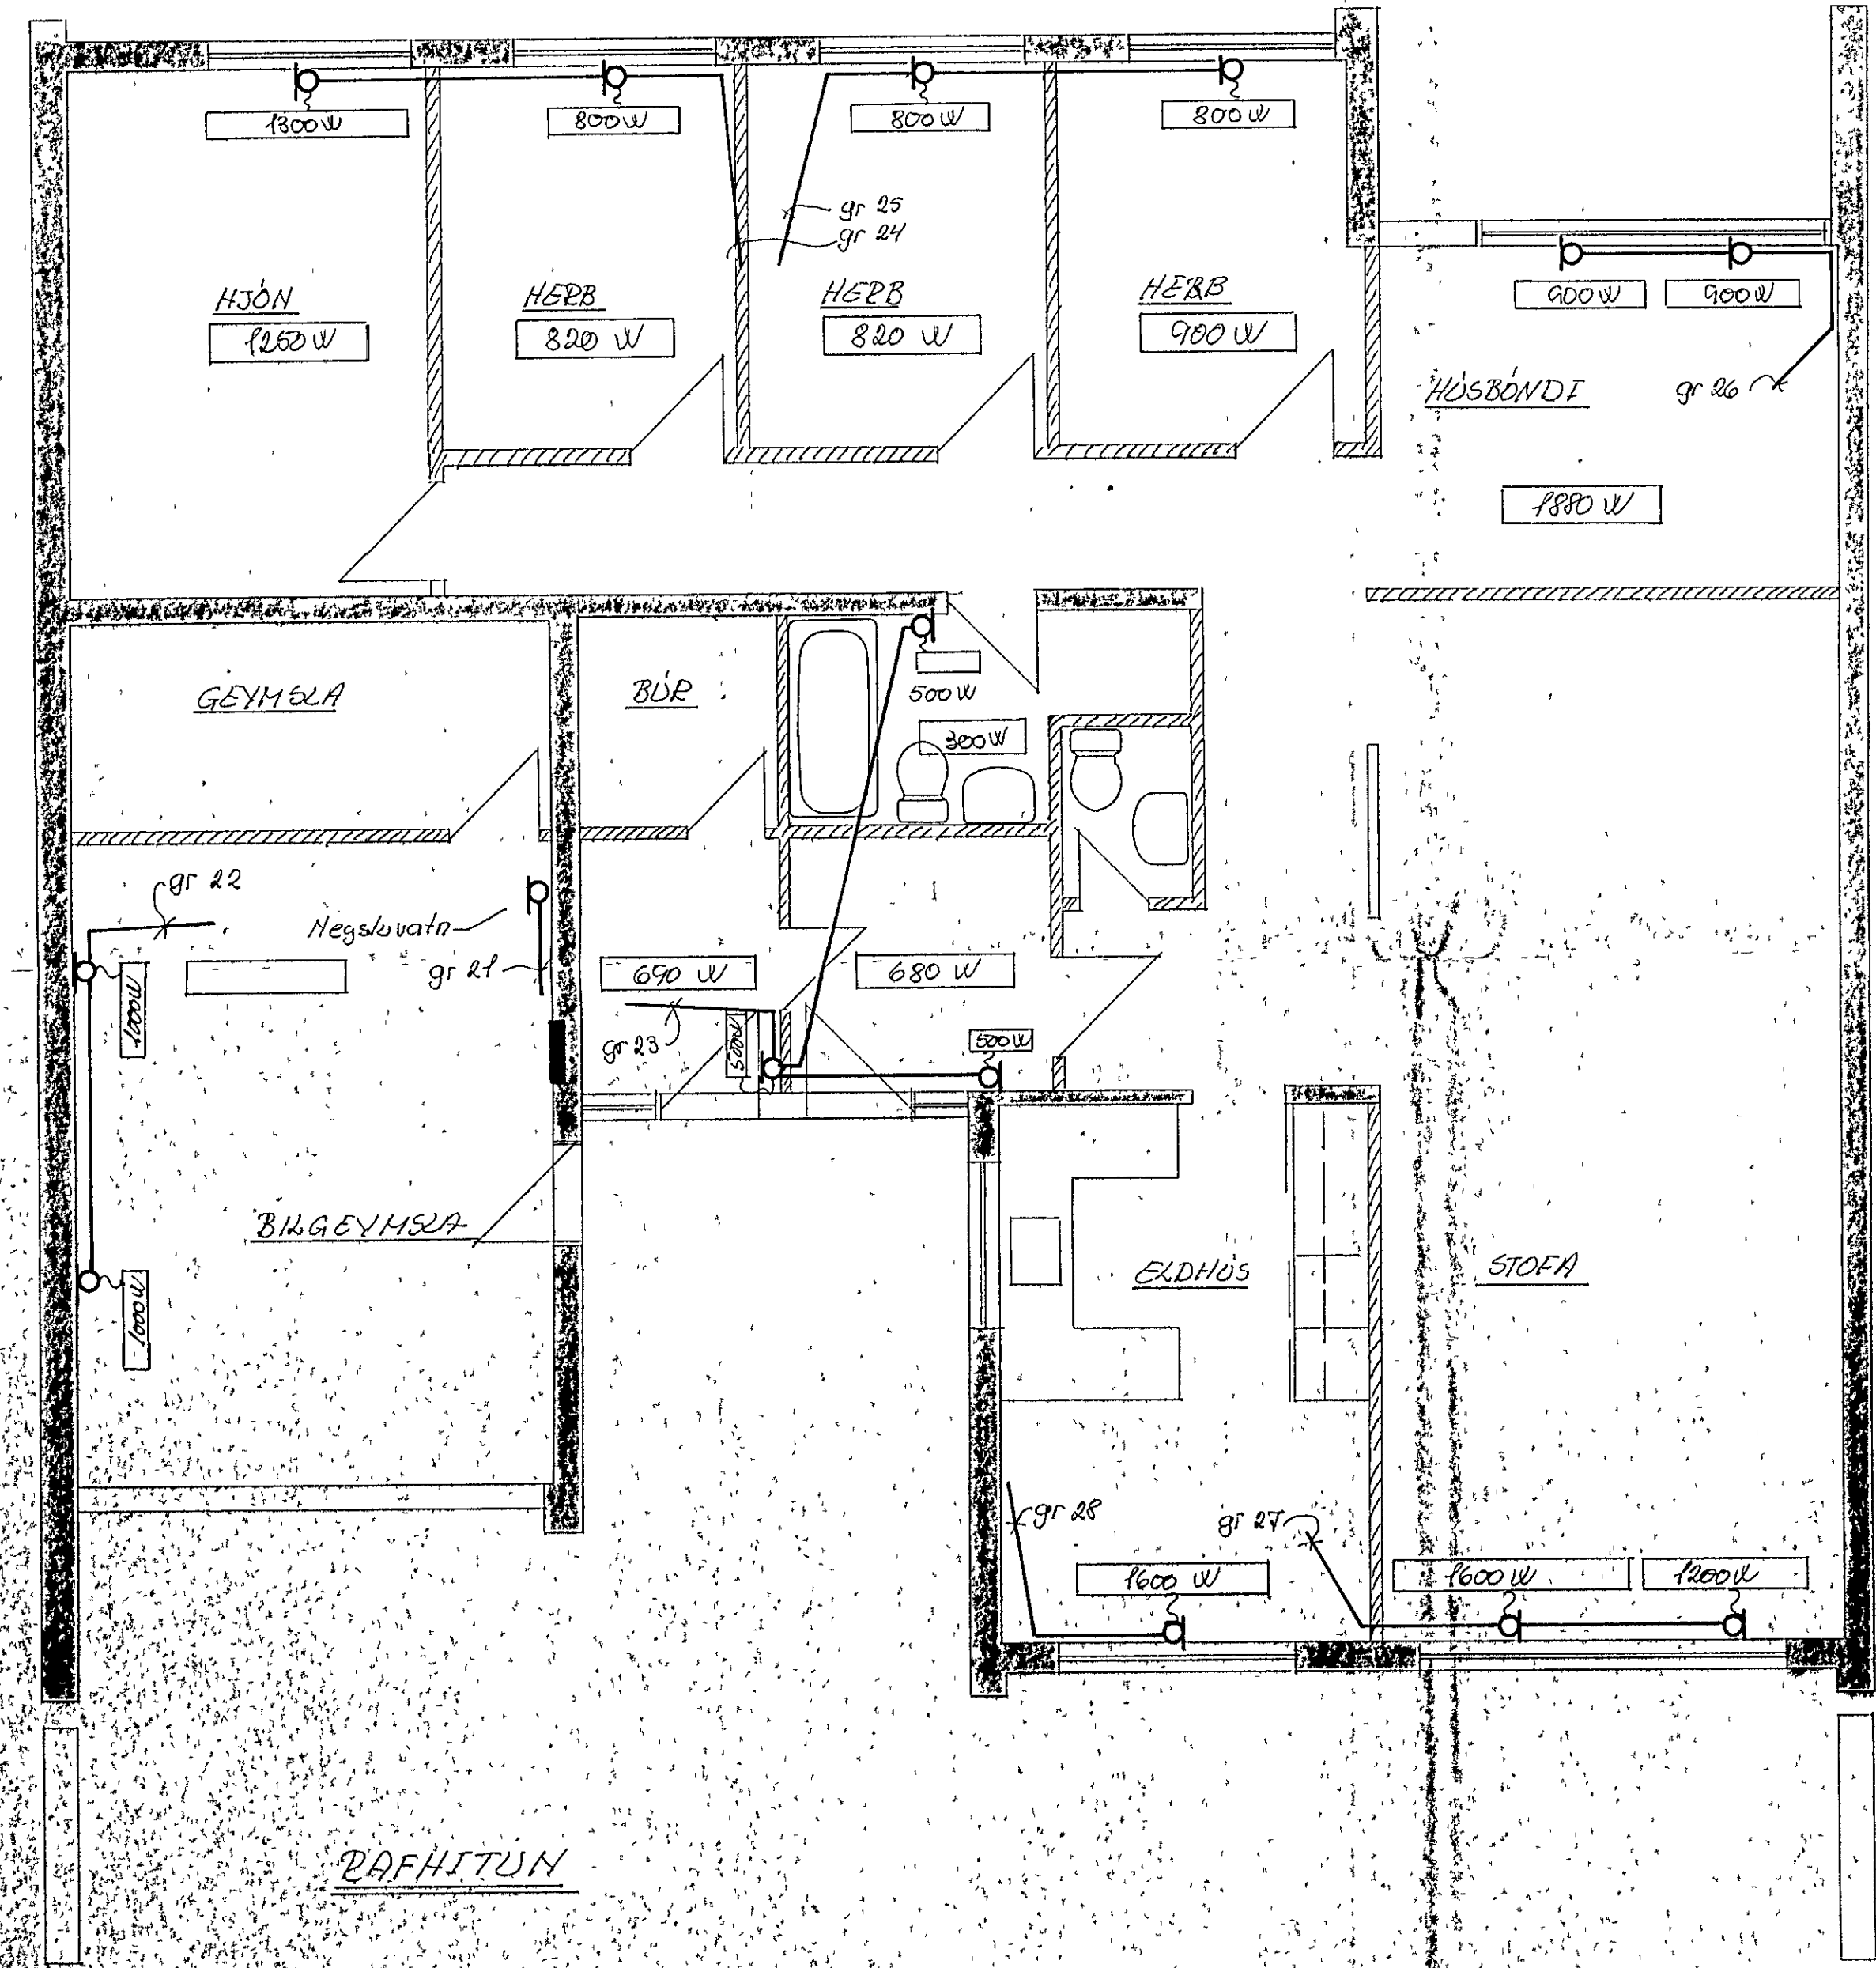 1300 W
800 W
800 W
800 W
gr 25
gr 24
900 W
900 W
HJÓN
1250 W
HERB
820 W
HERB
820 W
HERB
900 W
HÚSBÓNDI
gr 26
1880 W
GEYMSLA
BÚR
500 W
300 W
gr 22
Negsluvatn
gr 21
1000 W
690 W
680 W
gr 23
500 W
500 W
BILGEYMSLA
1000 W
ELDHÚS
STOFA
gr 28
gr 27
1600 W
1600 W
1200 W
RAFHITUN